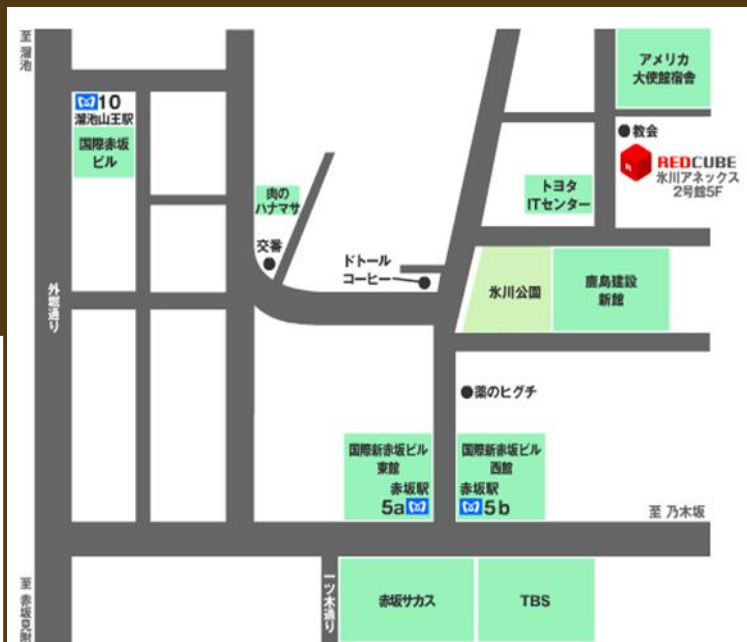 至 溜池
アメリカ
大使館宿舎
10
溜池山王駅
国際赤坂
ビル
教会
REDCUBE
氷川アネックス
2号館5F
肉の
ハナマサ
トヨタ
ITセンター
交番
ドトール
コーヒー
氷川公園
鹿島建設
新館
外堀通り
薬のヒグチ
国際新赤坂ビル
東館
赤坂駅
5a
国際新赤坂ビル
西館
赤坂駅
5b
至 乃木坂
至 赤坂見附
一ツ木通り
赤坂サカス
TBS